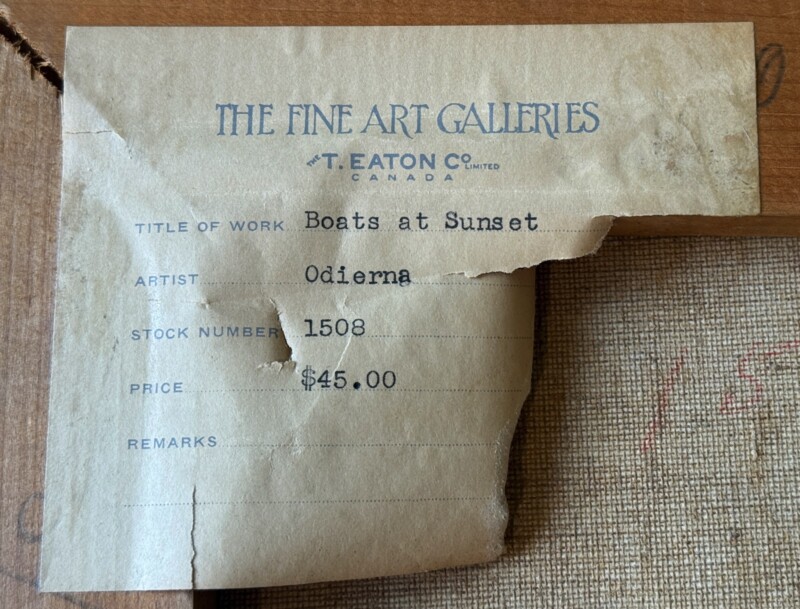 THE FINE ART GALLERIES
THE T. EATON Co LIMITED
CANADA
TITLE OF WORK Boats at Sunset
ARTIST Odierna
STOCK NUMBER 1508
PRICE $45.00
REMARKS